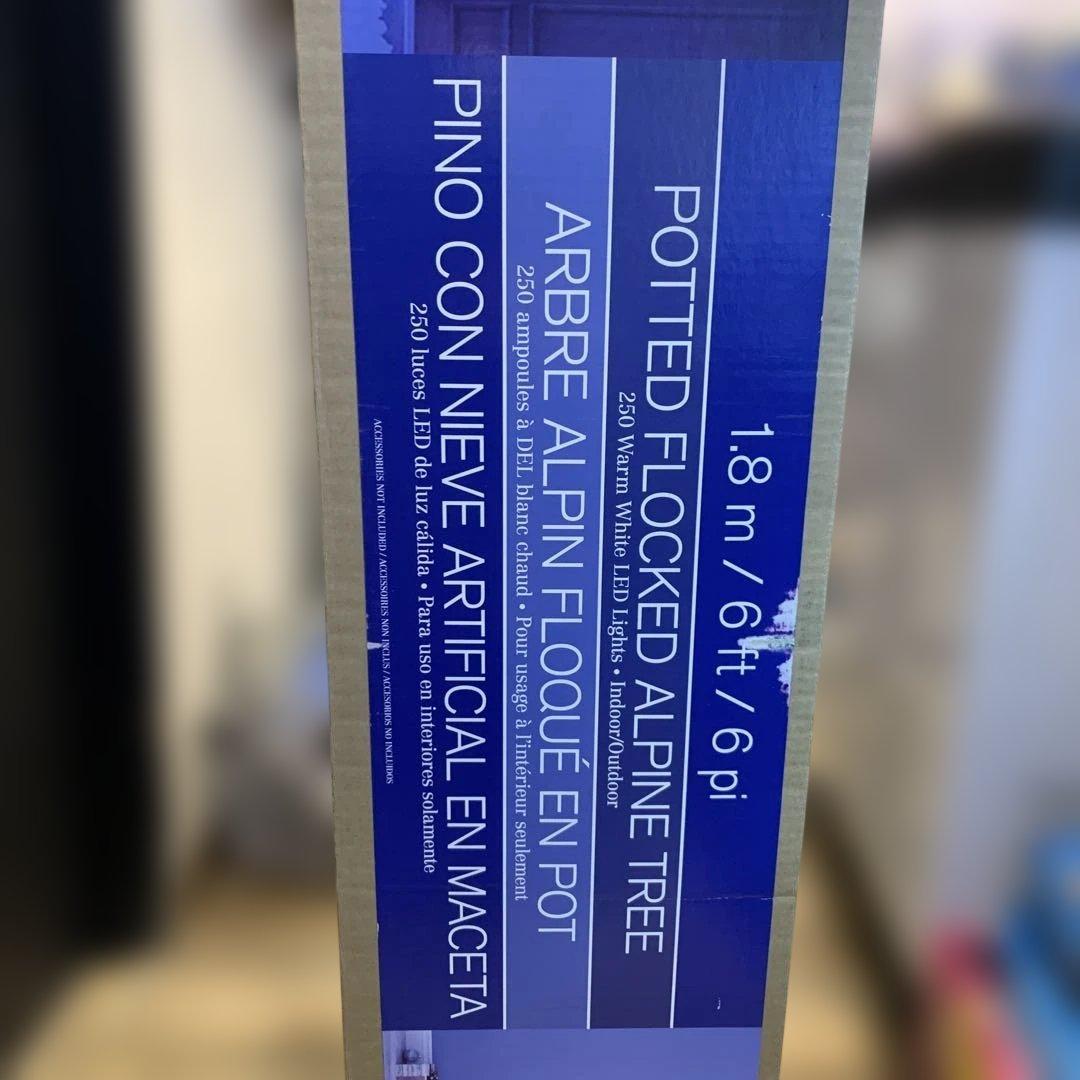 1.8 m / 6 ft / 6 pi
POTTED FLOCKED ALPINE TREE
250 Warm White LED Lights • Indoor/Outdoor
ARBRE ALPIN FLOQUÉ EN POT
250 ampoules à DEL blanc chaud • Pour usage à l'intérieur seulement
PINO CON NIEVE ARTIFICIAL EN MACETA
250 luces LED de luz cálida • Para uso en interiores solamente
ACCESSORIES NOT INCLUDED / ACCESSOIRES NON INCLUS / ACCESORIOS NO INCLUIDOS